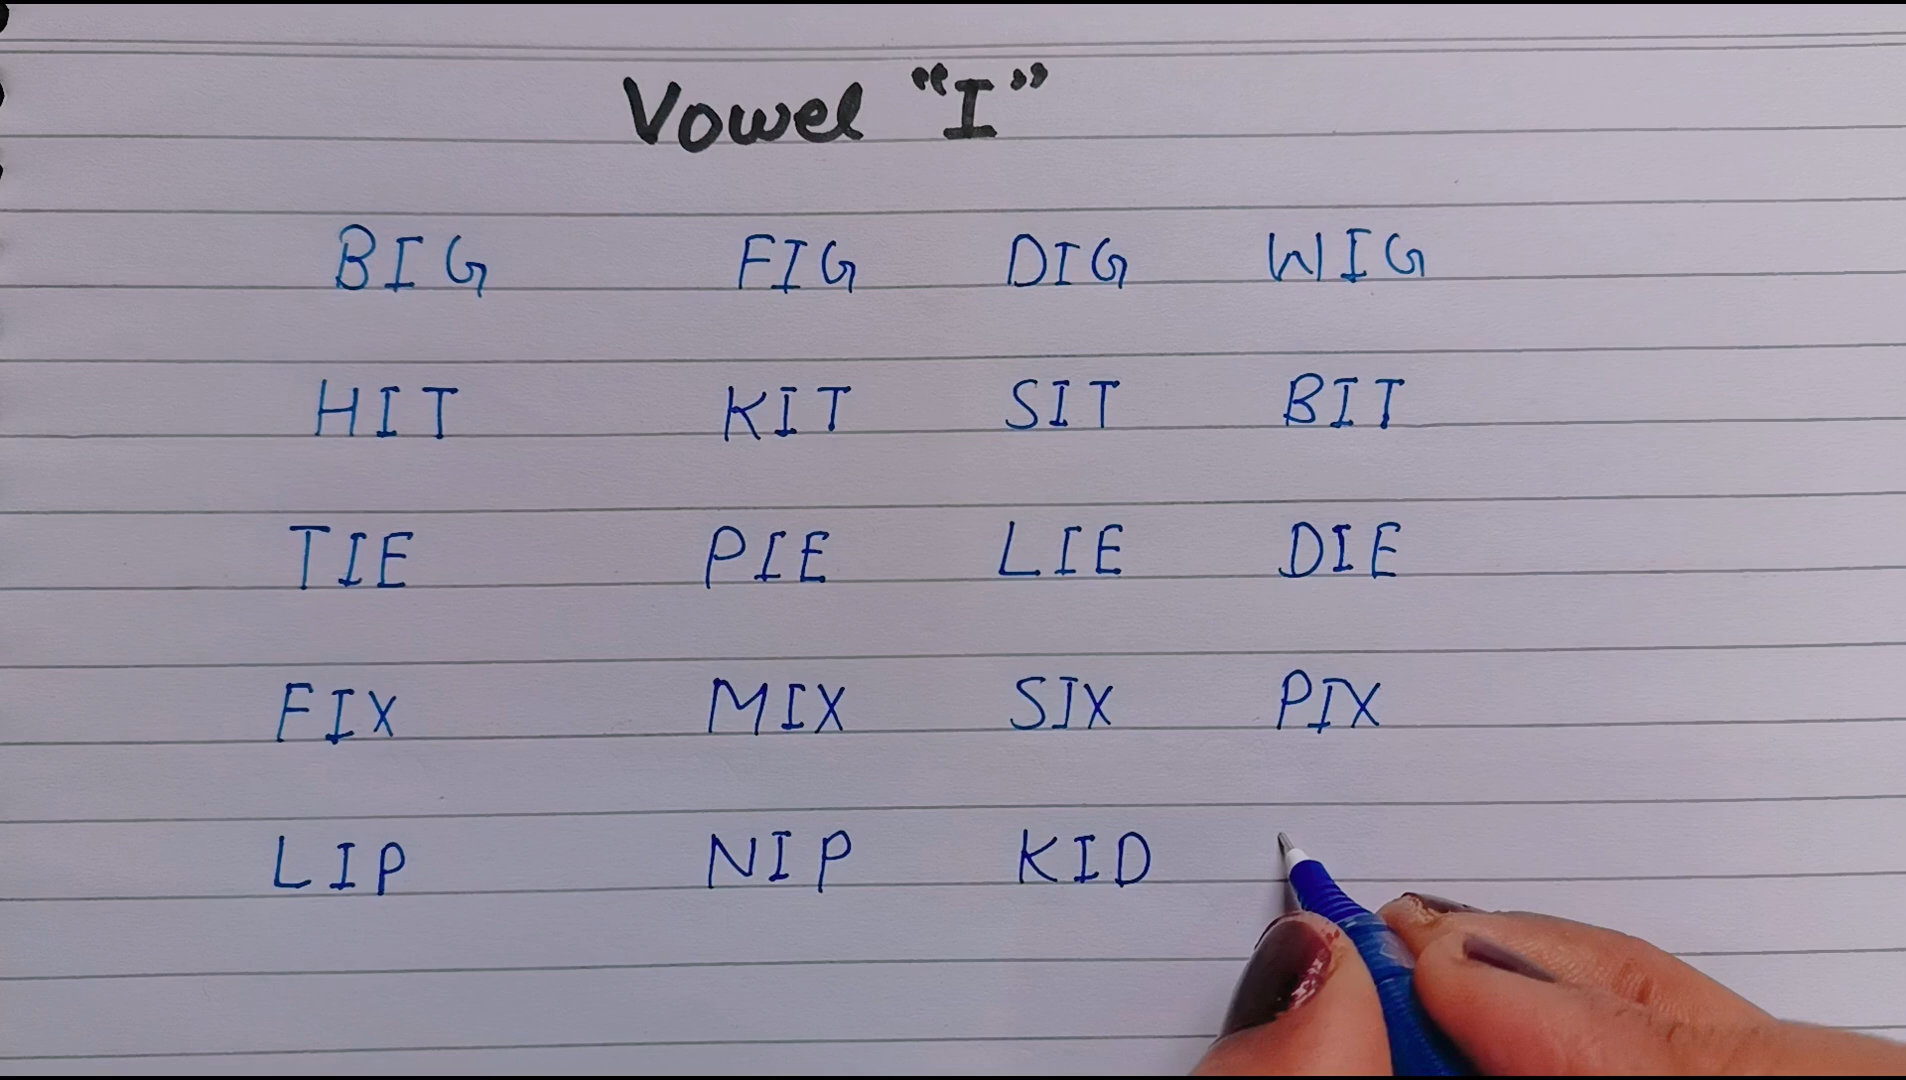 Vowel "I"
BIG FIG DIG WIG
HIT KIT SIT BIT
TIE PIE LIE DIE
FIX MIX SIX PIX
LIP NIP KID